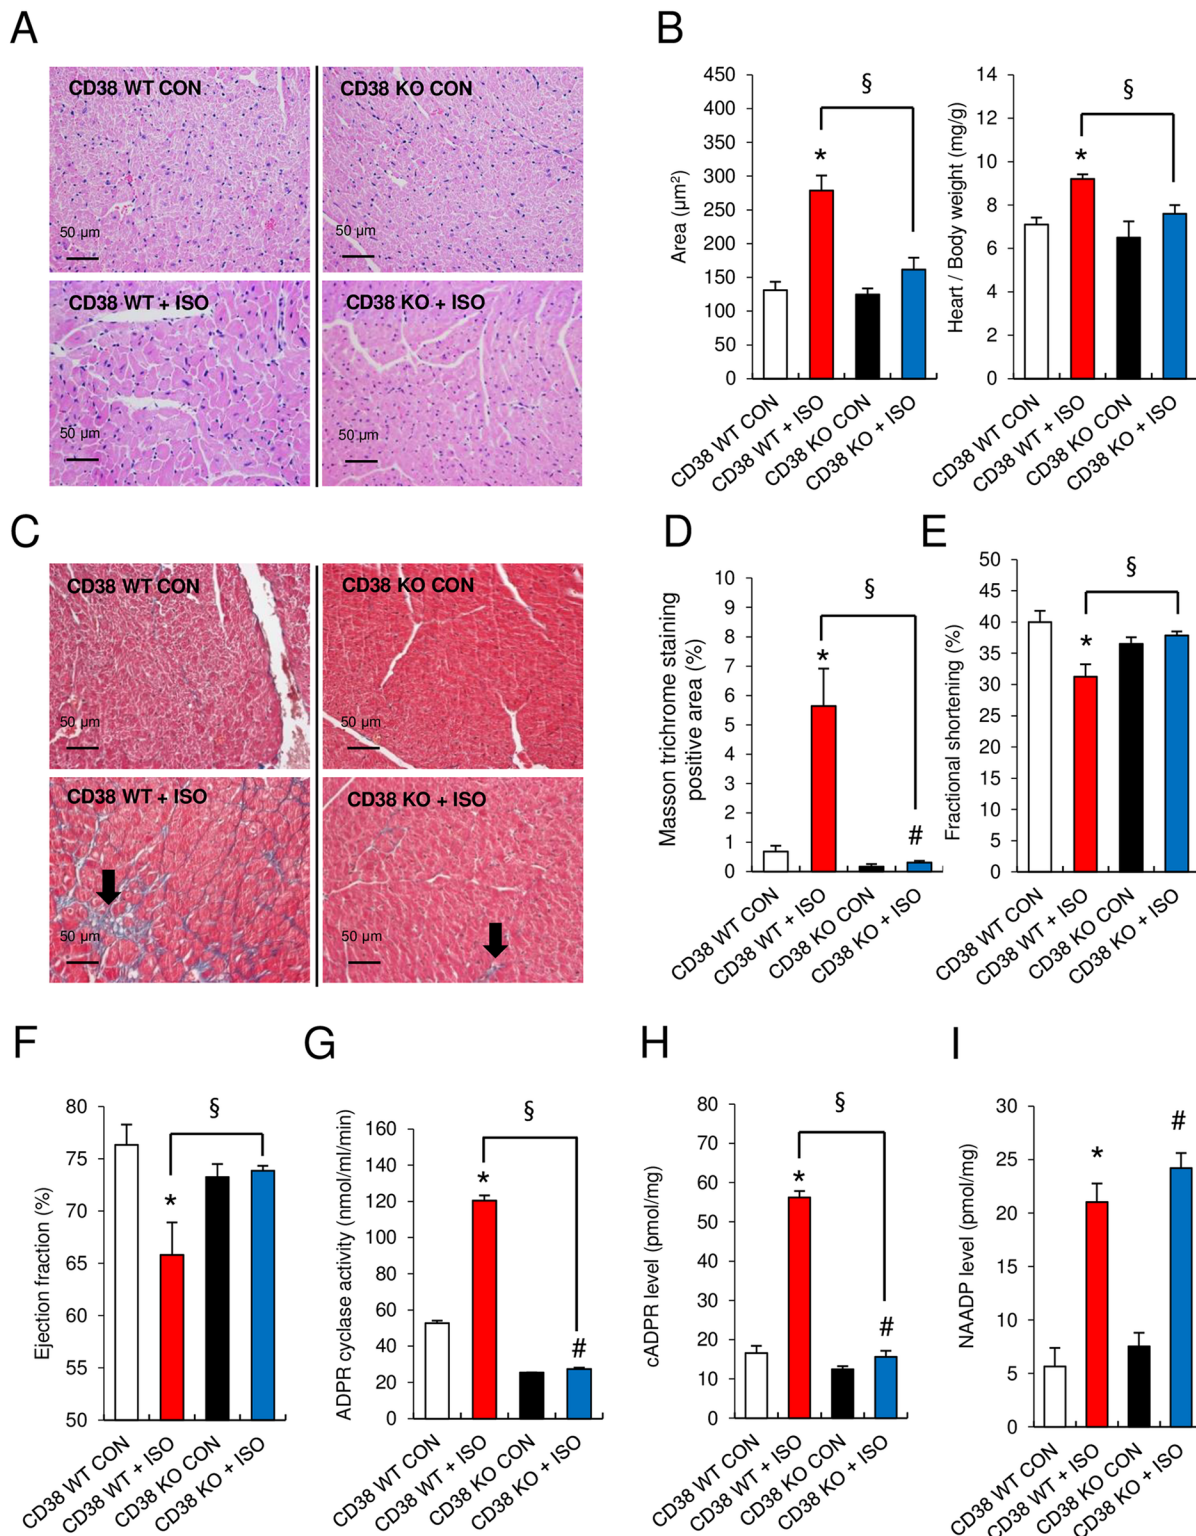 A
CD38 WT CON
CD38 KO CON
50 µm
50 µm
CD38 WT + ISO
CD38 KO + ISO
50 µm
50 µm
B
Area (µm²)
450
400
350
300
250
200
150
100
50
0
§
*
CD38 WT CON
CD38 WT + ISO
CD38 KO CON
CD38 KO + ISO
Heart / Body weight (mg/g)
14
12
10
8
6
4
2
0
§
*
CD38 WT CON
CD38 WT + ISO
CD38 KO CON
CD38 KO + ISO
C
CD38 WT CON
CD38 KO CON
50 µm
50 µm
CD38 WT + ISO
CD38 KO + ISO
50 µm
50 µm
D
Masson trichrome staining
positive area (%)
10
9
8
7
6
5
4
3
2
1
0
§
*
#
CD38 WT CON
CD38 WT + ISO
CD38 KO CON
CD38 KO + ISO
E
Fractional shortening (%)
50
45
40
35
30
25
20
15
10
5
0
§
*
CD38 WT CON
CD38 WT + ISO
CD38 KO CON
CD38 KO + ISO
F
Ejection fraction (%)
80
75
70
65
60
55
50
§
*
CD38 WT CON
CD38 WT + ISO
CD38 KO CON
CD38 KO + ISO
G
ADPR cyclase activity (nmol/ml/min)
160
140
120
100
80
60
40
20
0
§
*
#
CD38 WT CON
CD38 WT + ISO
CD38 KO CON
CD38 KO + ISO
H
cADPR level (pmol/mg)
80
70
60
50
40
30
20
10
0
§
*
#
CD38 WT CON
CD38 WT + ISO
CD38 KO CON
CD38 KO + ISO
I
NAADP level (pmol/mg)
30
25
20
15
10
5
0
*
#
CD38 WT CON
CD38 WT + ISO
CD38 KO CON
CD38 KO + ISO